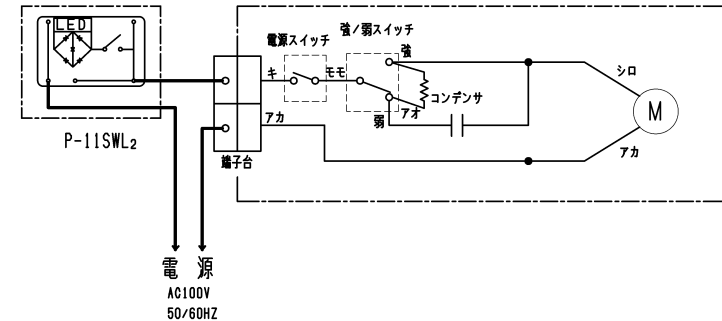 LED
P-11SWL2
電源スイッチ
強/弱スイッチ
強
キ
モモ
コンデンサ
アオ
弱
アカ
端子台
シロ
M
アカ
電 源
AC100V
50/60HZ